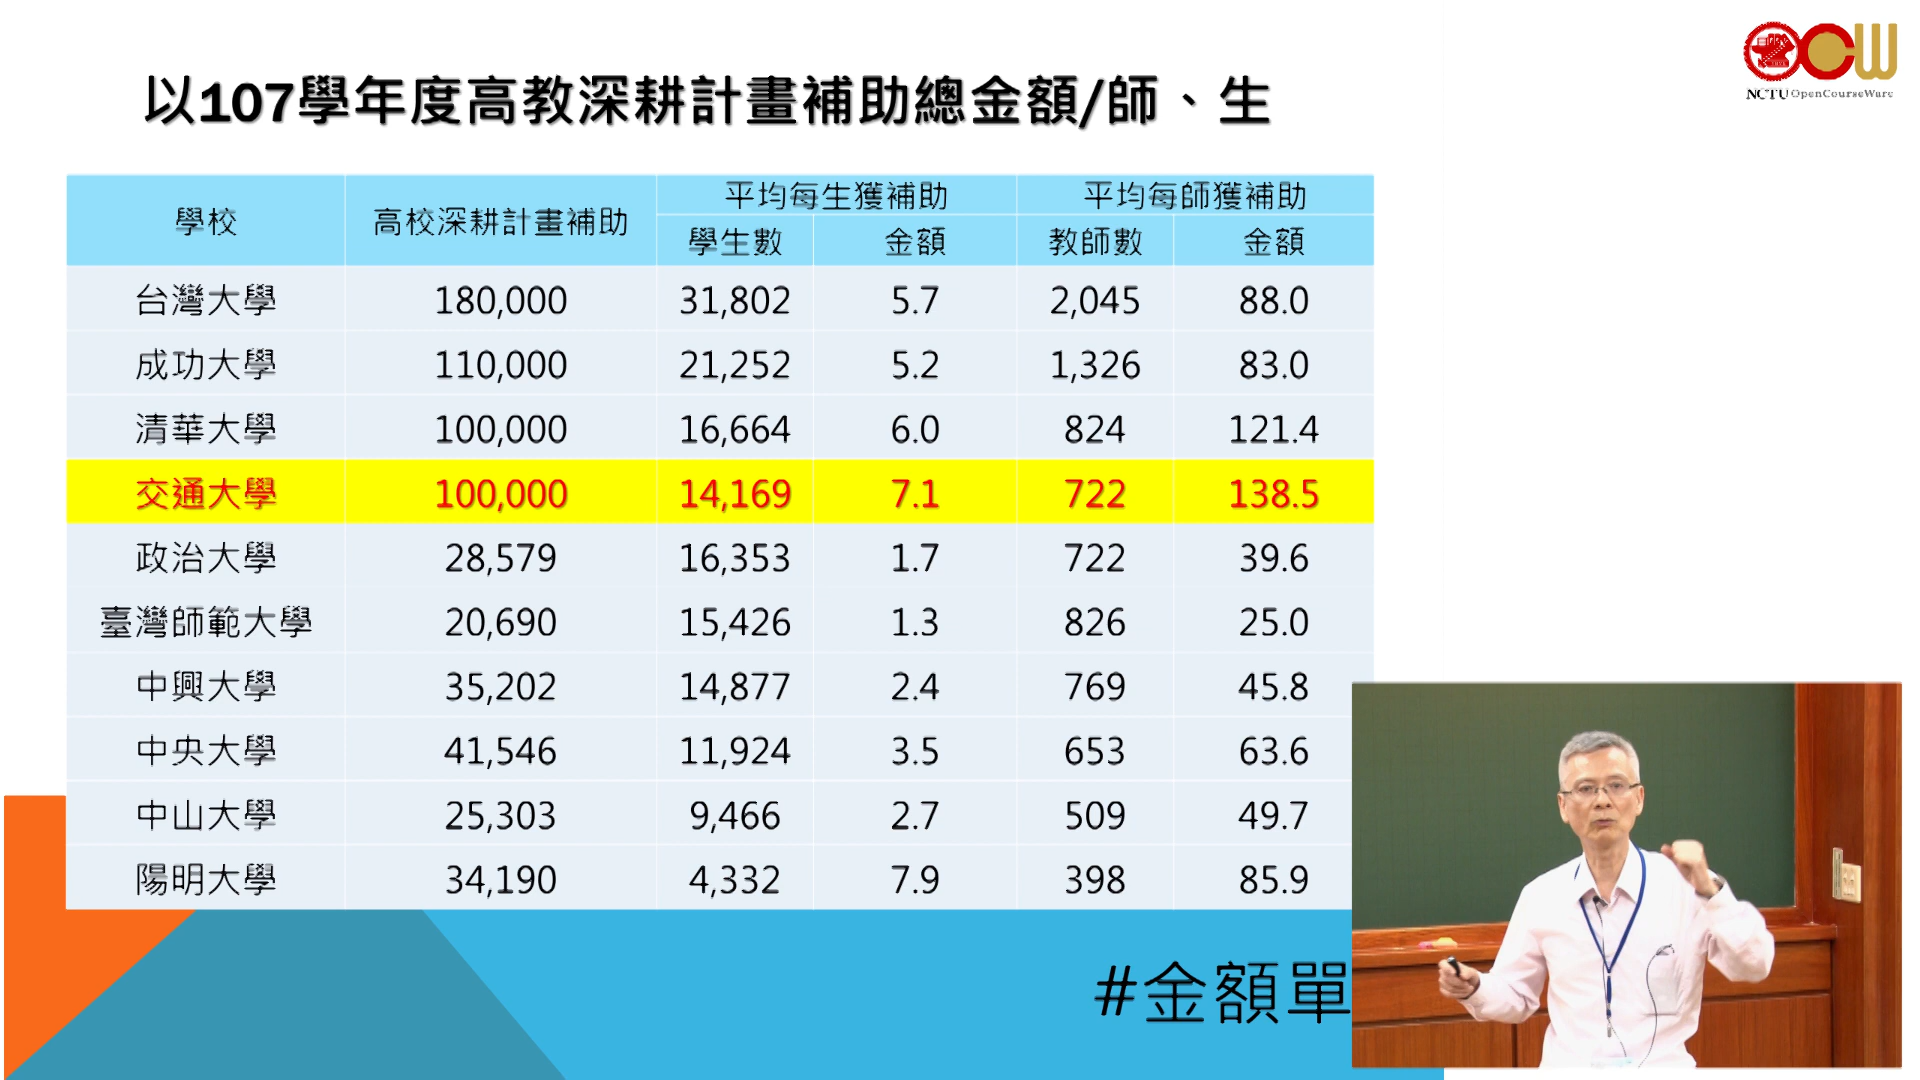 NCTU OpenCourseWare
以107學年度高教深耕計畫補助總金額/師、生
學校 高校深耕計畫補助 平均每生獲補助 平均每師獲補助
學生數 金額 教師數 金額
台灣大學 180,000 31,802 5.7 2,045 88.0
成功大學 110,000 21,252 5.2 1,326 83.0
清華大學 100,000 16,664 6.0 824 121.4
交通大學 100,000 14,169 7.1 722 138.5
政治大學 28,579 16,353 1.7 722 39.6
臺灣師範大學 20,690 15,426 1.3 826 25.0
中興大學 35,202 14,877 2.4 769 45.8
中央大學 41,546 11,924 3.5 653 63.6
中山大學 25,303 9,466 2.7 509 49.7
陽明大學 34,190 4,332 7.9 398 85.9
#金額單